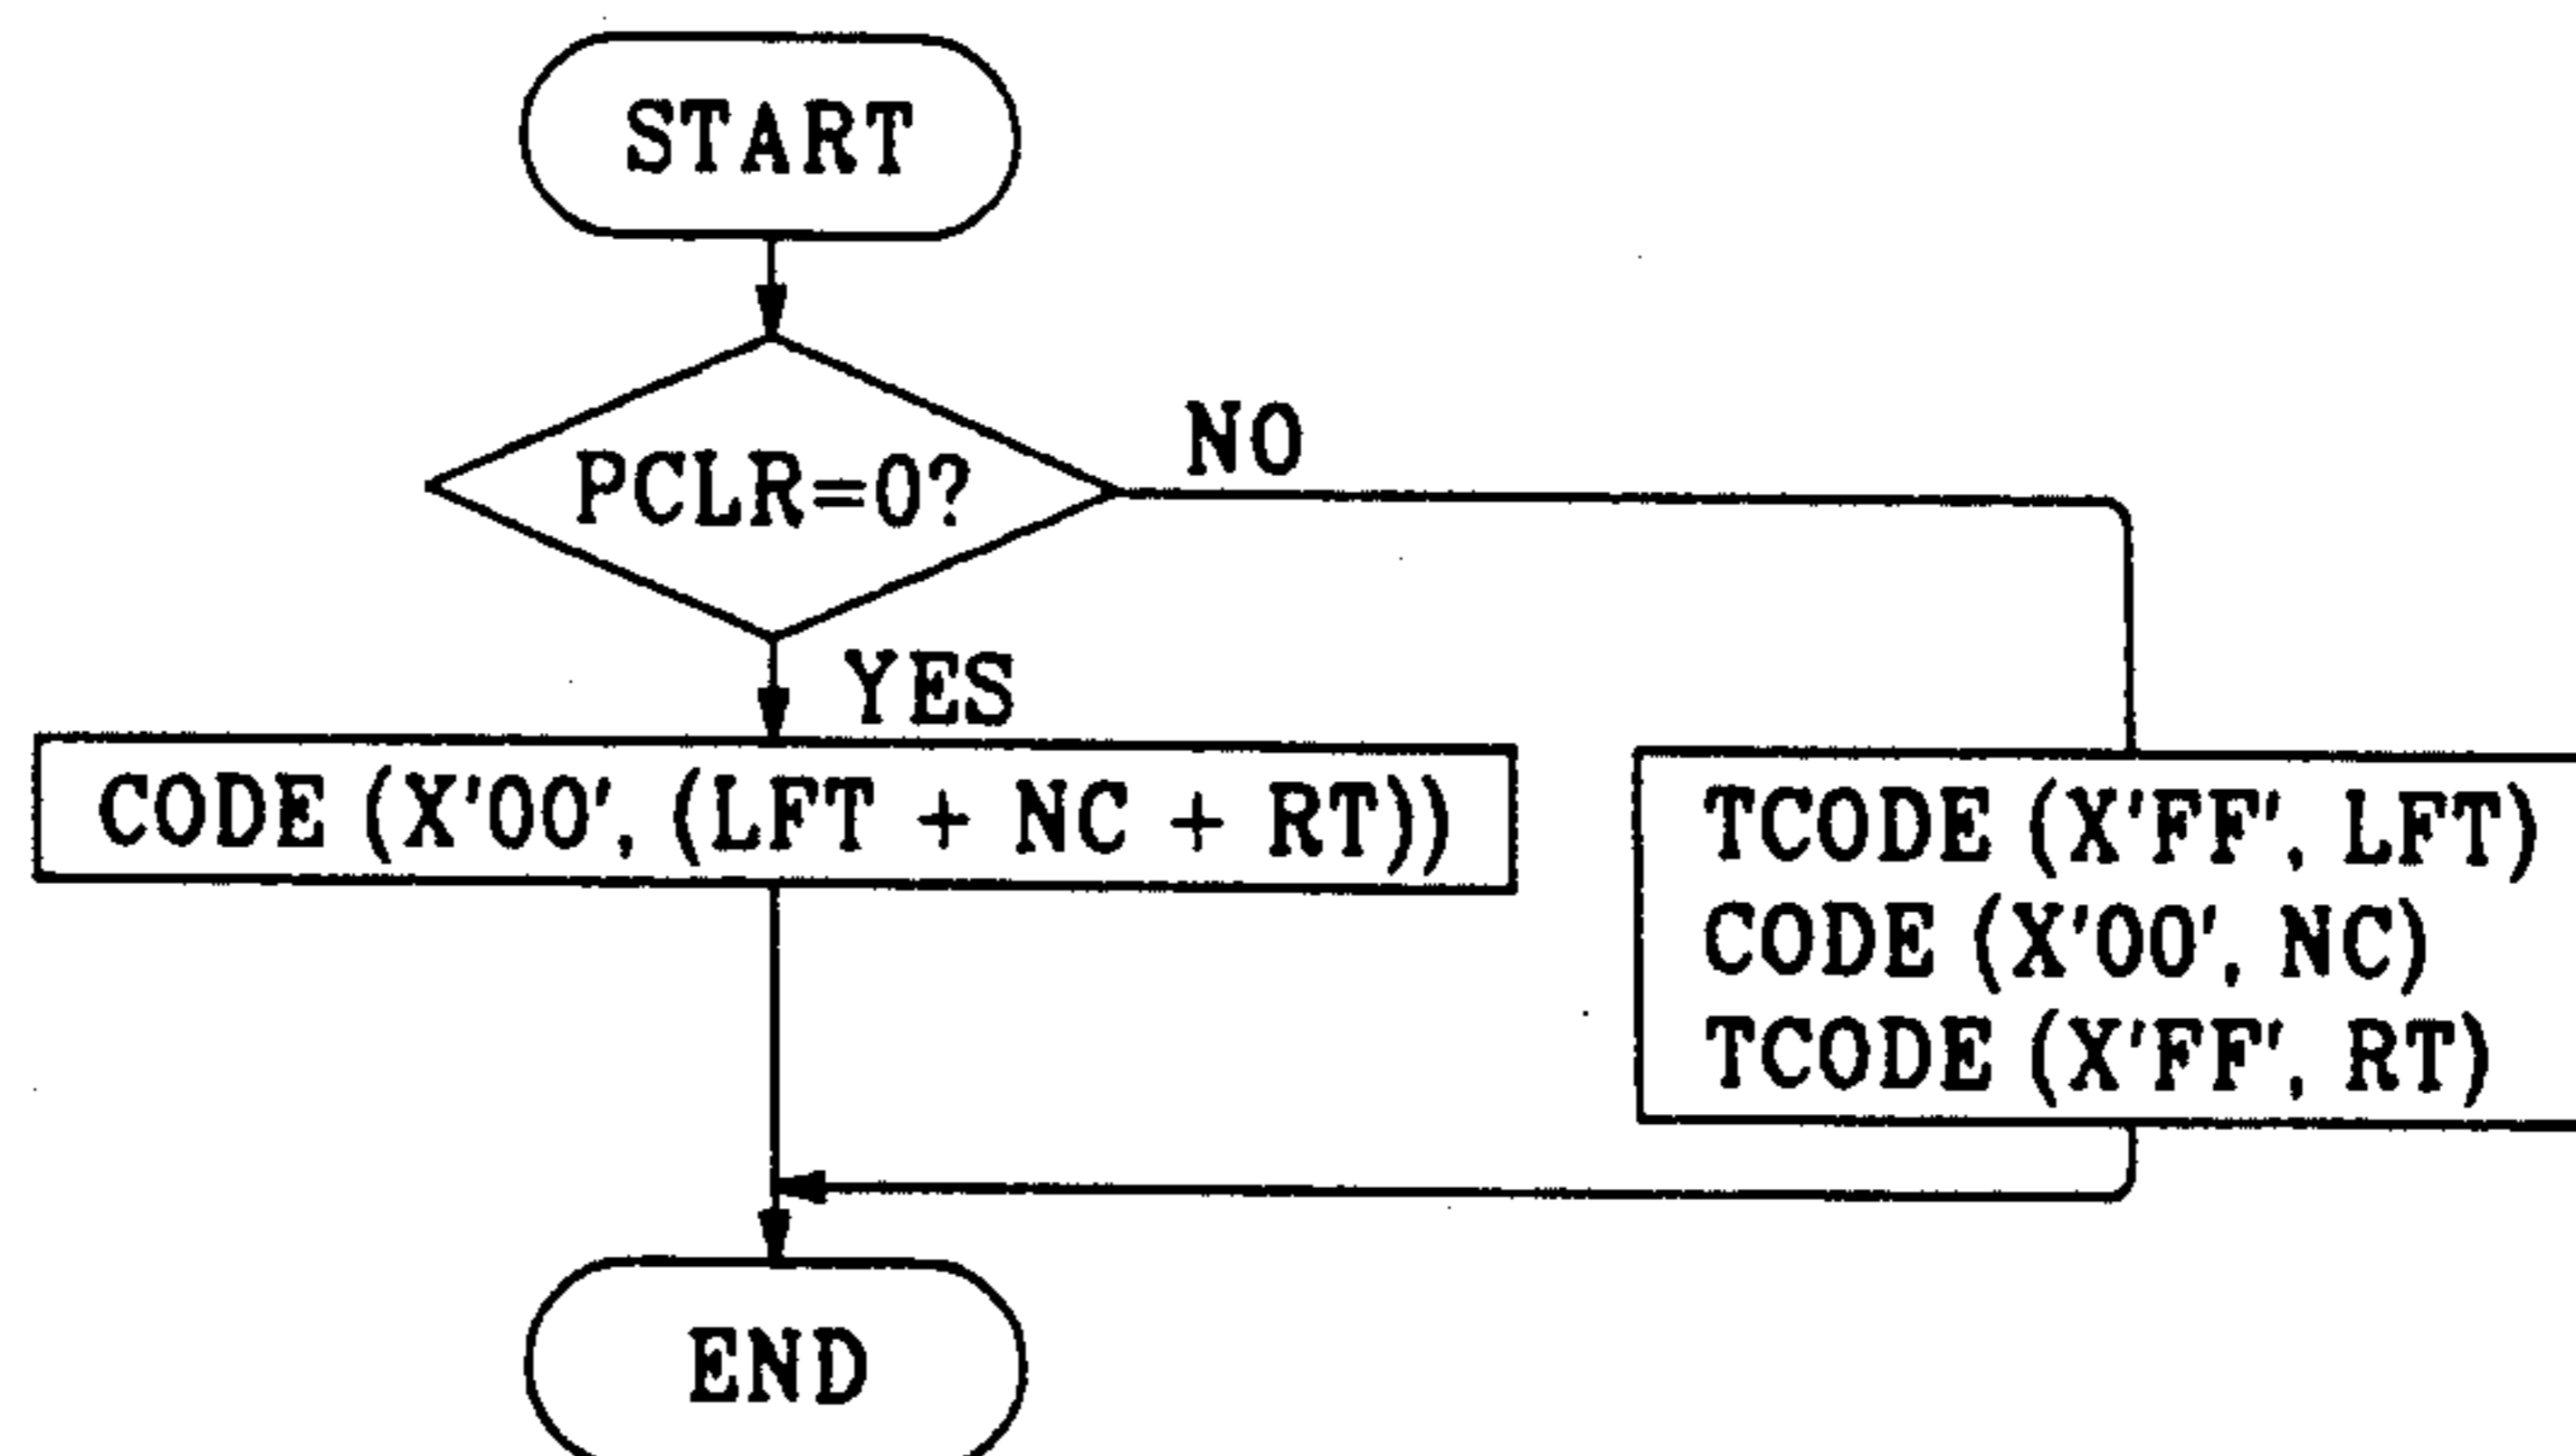 START
PCLR=0?
NO
YES
CODE (X'00', (LFT + NC + RT))
TCODE (X'FF', LFT)
CODE (X'00', NC)
TCODE (X'FF', RT)
END